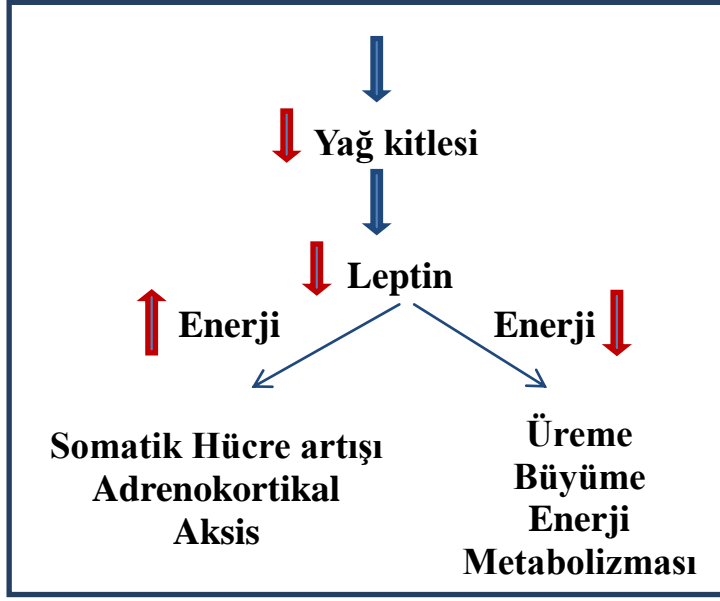 Yağ kitlesi
Leptin
Enerji
Enerji
Somatik Hücre artışı
Adrenokortikal
Aksis
Üreme
Büyüme
Enerji
Metabolizması